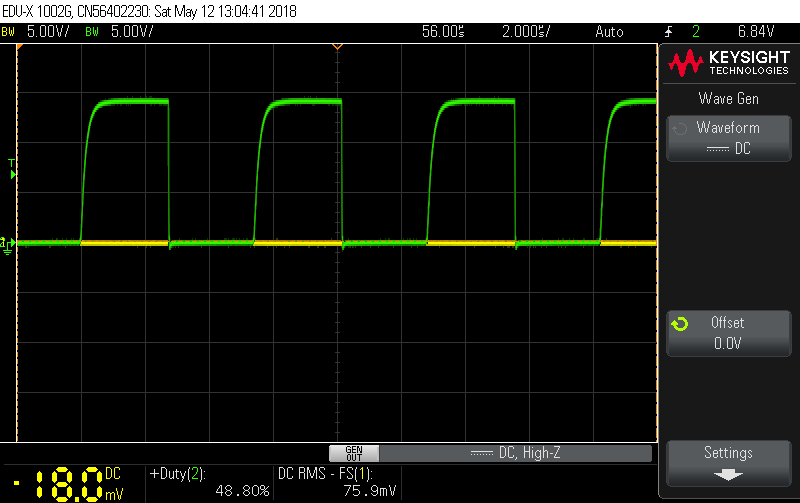 EDU-X 1002G, CN56402230: Sat May 12 13:04:41 2018
BW 5.00V/ BW 5.00V/ 56.00s 2.000s/ Auto 2 6.84V
KEYSIGHT
TECHNOLOGIES
Wave Gen
Waveform
DC
T
Offset
0.0V
GEN
OUT
DC, High-Z
Settings
-18.0 DC
mV
+Duty(2):
48.80%
DC RMS - FS(1):
75.9mV